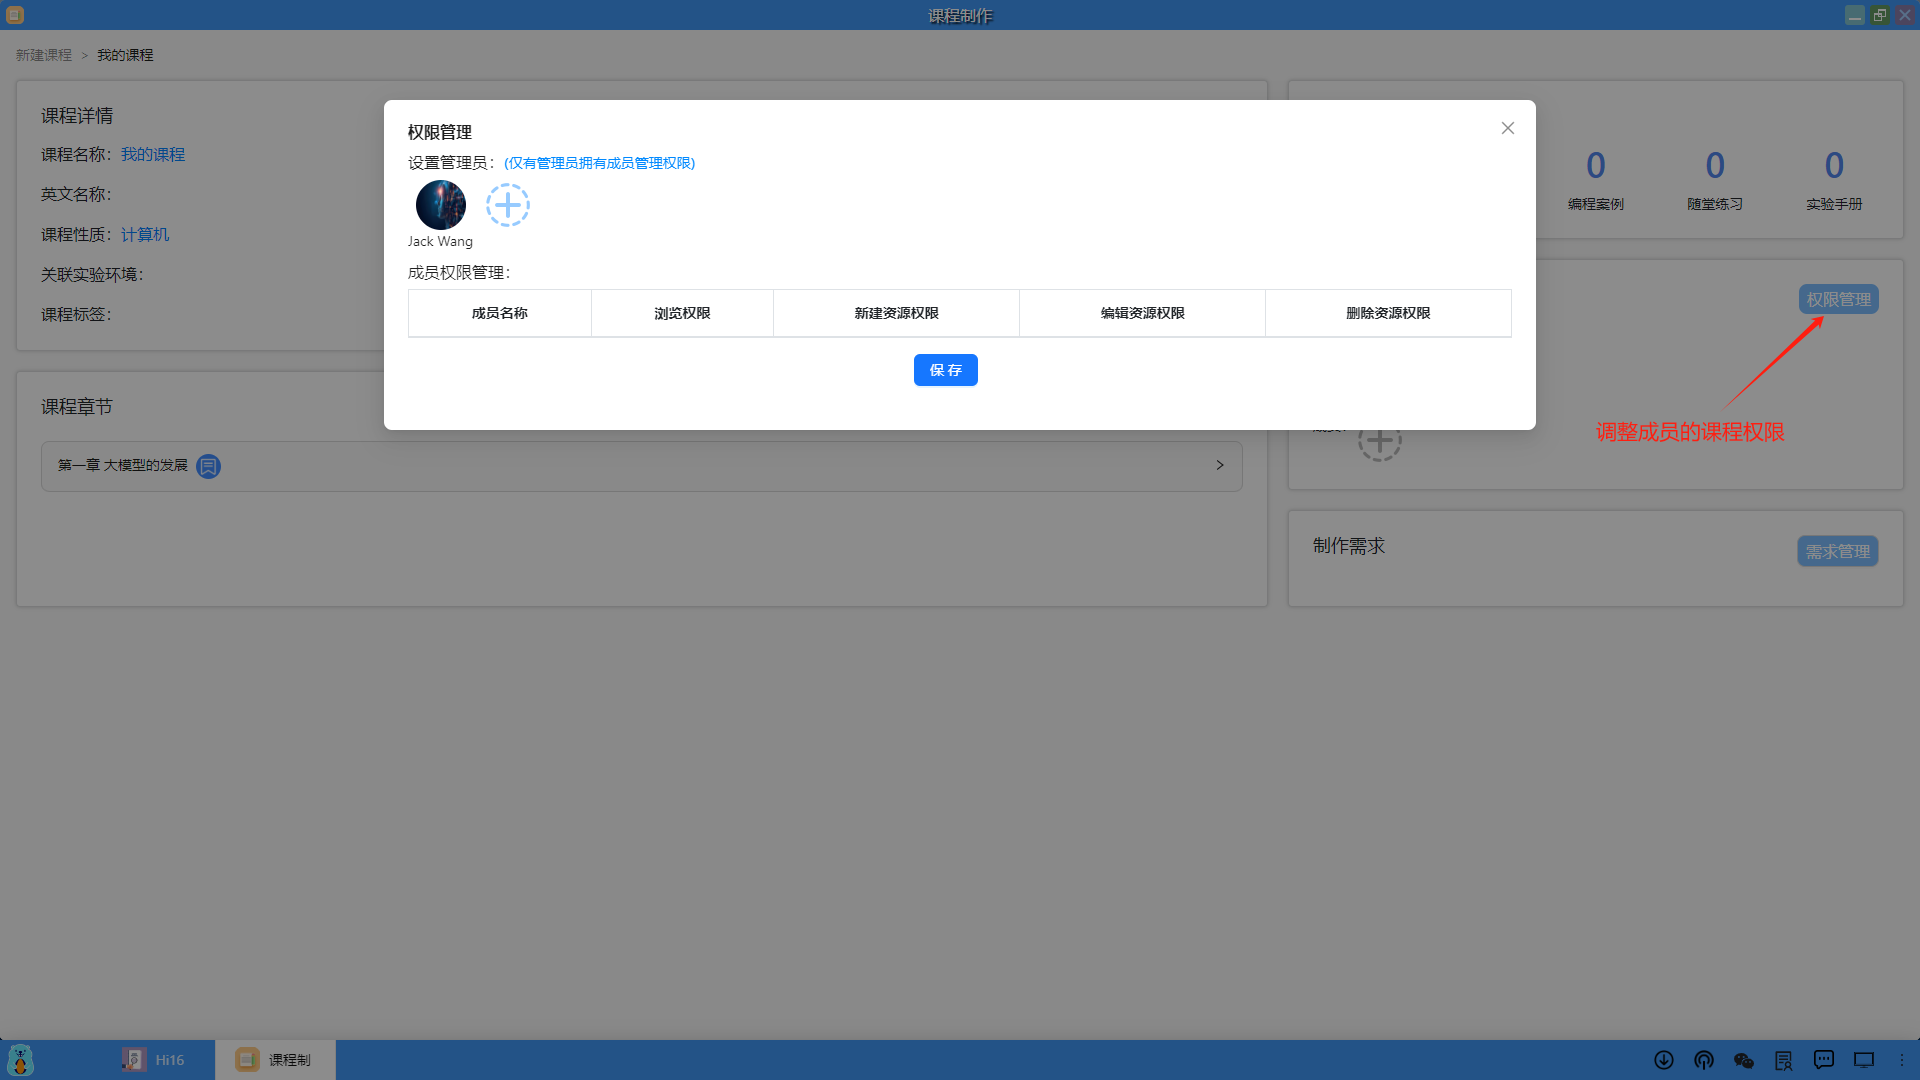 课程制作
新建课程 > 我的课程
课程详情
课程名称：我的课程
英文名称：
课程性质：计算机
关联实验环境：
课程标签：
课程章节
第一章 大模型的发展
权限管理
设置管理员：(仅有管理员拥有成员管理权限)
Jack Wang
成员权限管理：
成员名称 浏览权限 新建资源权限 编辑资源权限 删除资源权限
保 存
0 0 0
编程案例 随堂练习 实验手册
权限管理
调整成员的课程权限
制作需求
需求管理
Hi16
课程制